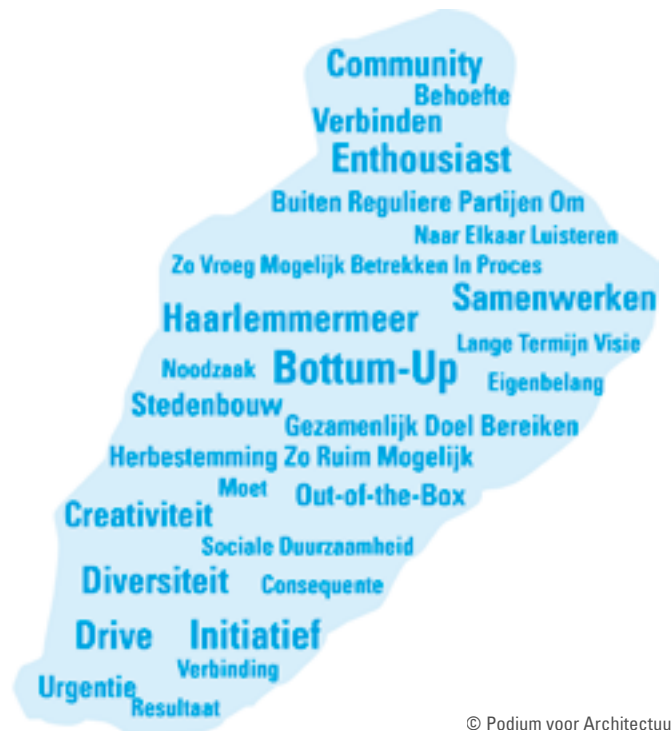 Community
Behoefte
Verbinden
Enthousiast
Buiten Reguliere Partijen Om
Naar Elkaar Luisteren
Zo Vroeg Mogelijk Betrekken In Proces
Samenwerken
Haarlemmermeer
Lange Termijn Visie
Noodzaak Bottum-Up Eigenbelang
Stedenbouw
Gezamenlijk Doel Bereiken
Herbestemming Zo Ruim Mogelijk
Moet Out-of-the-Box
Creativiteit
Sociale Duurzaamheid
Diversiteit Consequente
Drive Initiatief
Verbinding
Urgentie
Resultaat
© Podium voor Architectuu